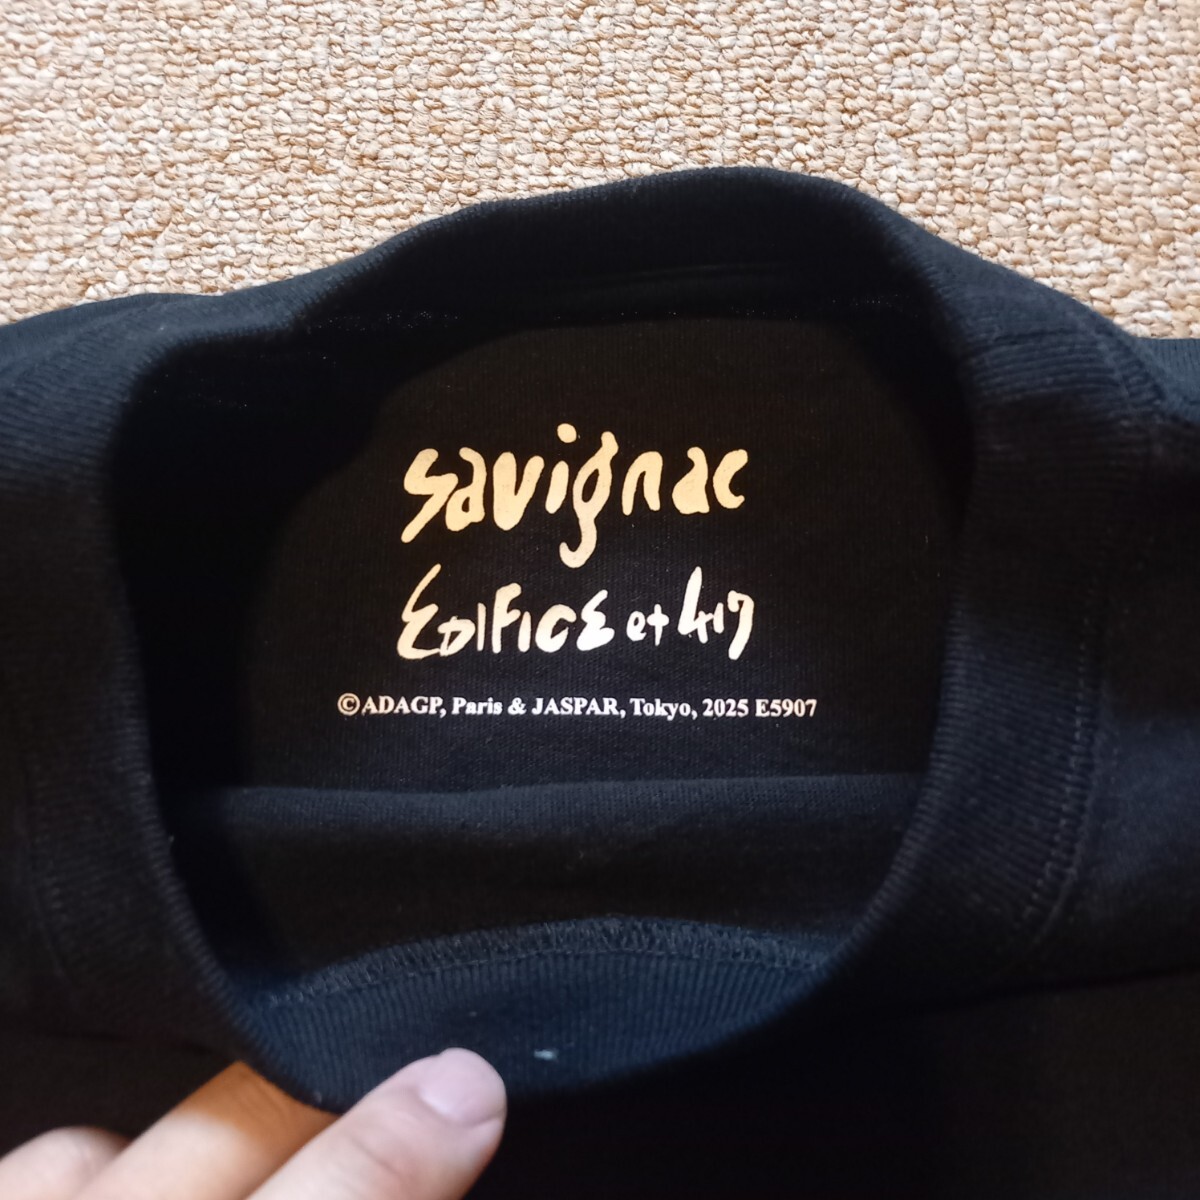 savignac
EDIFICE et 417
©ADAGP, Paris & JASPAR, Tokyo, 2025 E5907